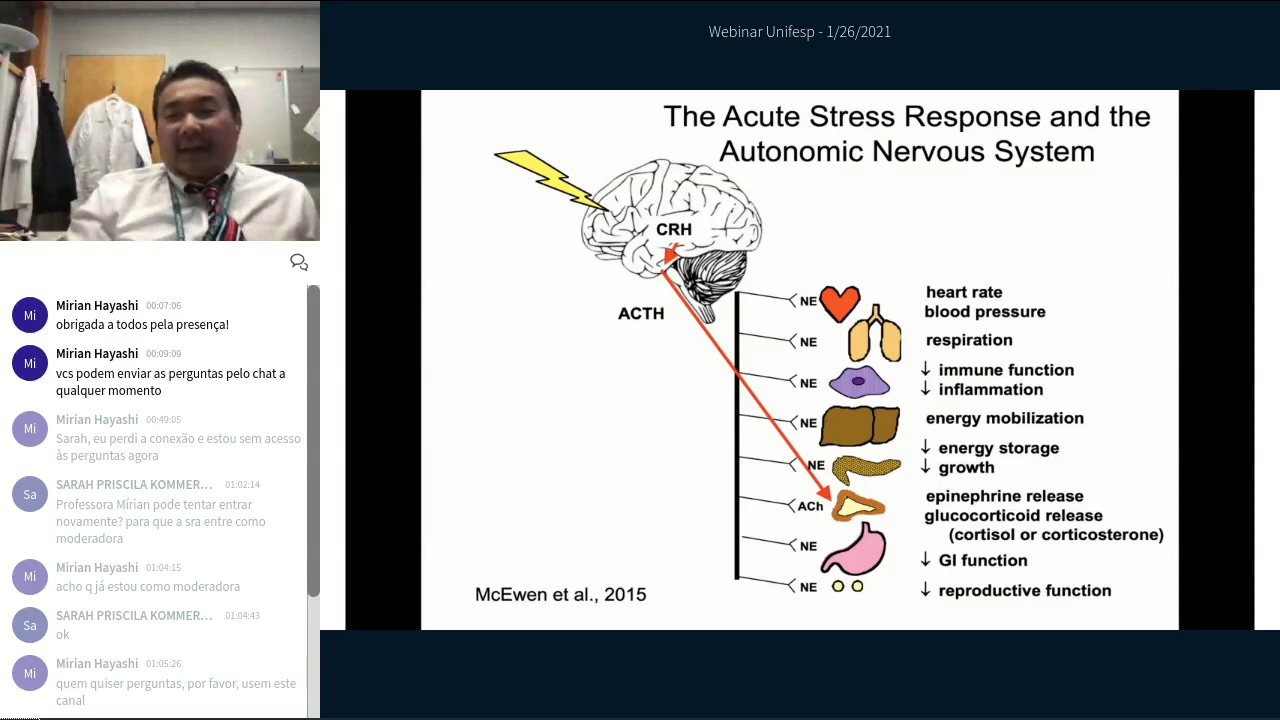 Webinar Unifesp - 1/26/2021
Mirian Hayashi 00:07:06
obrigada a todos pela presença!
Mirian Hayashi 00:09:09
vcs podem enviar as perguntas pelo chat a
qualquer momento
Mirian Hayashi 00:49:05
Sarah, eu perdi a conexão e estou sem acesso
às perguntas agora
SARAH PRISCILA KOMMER... 01:02:14
Professora Mírian pode tentar entrar
novamente? para que a sra entre como
moderadora
Mirian Hayashi 01:04:15
acho q já estou como moderadora
SARAH PRISCILA KOMMER... 01:04:43
ok
Mirian Hayashi 01:05:26
quem quiser perguntas, por favor, usem este
canal
Mi
Mi
Mi
Sa
Mi
Sa
Mi
The Acute Stress Response and the
Autonomic Nervous System
CRH
ACTH
NE heart rate
blood pressure
NE respiration
NE ↓ immune function
↓ inflammation
NE energy mobilization
NE ↓ energy storage
↓ growth
ACh epinephrine release
glucocorticoid release
(cortisol or corticosterone)
NE ↓ GI function
NE ↓ reproductive function
McEwen et al., 2015